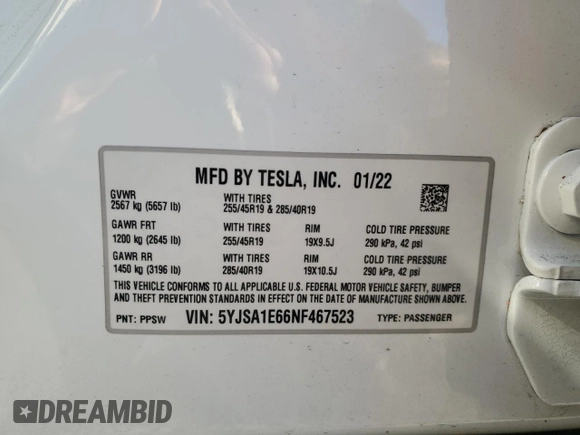 MFD BY TESLA, INC. 01/22
GVWR
2567 kg (5657 lb)
WITH TIRES
255/45R19 & 285/40R19
GAWR FRT
1200 kg (2645 lb)
WITH TIRES
255/45R19
RIM
19X9.5J
COLD TIRE PRESSURE
290 kPa, 42 psi
GAWR RR
1450 kg (3196 lb)
WITH TIRES
285/40R19
RIM
19X10.5J
COLD TIRE PRESSURE
290 kPa, 42 psi
THIS VEHICLE CONFORMS TO ALL APPLICABLE U.S. FEDERAL MOTOR VEHICLE SAFETY, BUMPER
AND THEFT PREVENTION STANDARDS IN EFFECT ON THE DATE OF MANUFACTURE SHOWN ABOVE.
PNT: PPSW VIN: 5YJSA1E66NF467523 TYPE: PASSENGER
DREAMBID